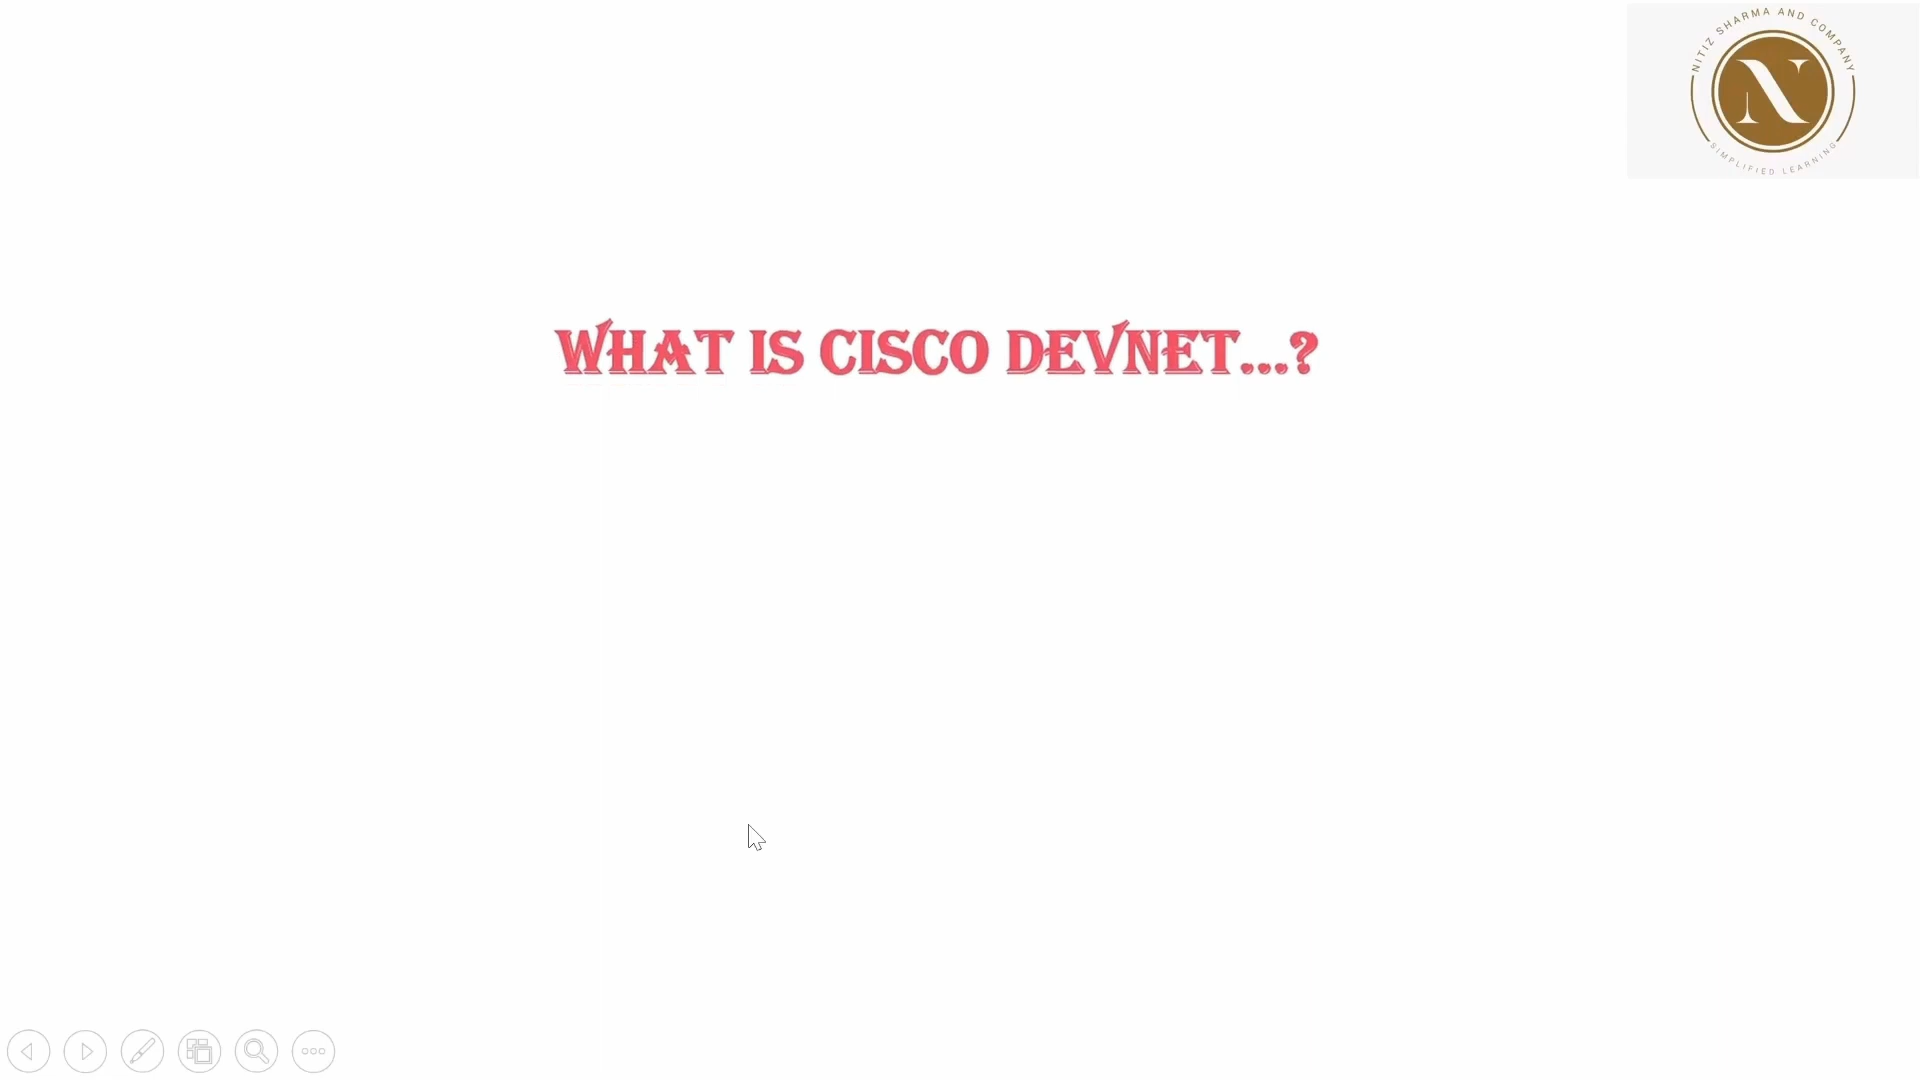 NITIZ SHARMA AND COMPANY
N
SIMPLIFIED LEARNING
WHAT IS CISCO DEVNET...?